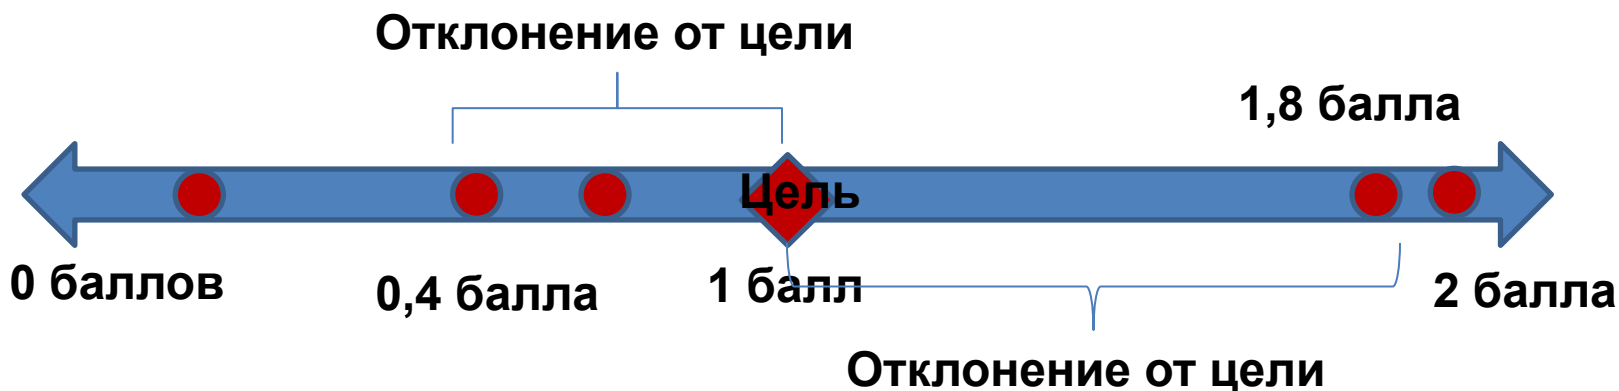 Отклонение от цели
1,8 балла
Цель
0 баллов
0,4 балла
1 балл
2 балла
Отклонение от цели